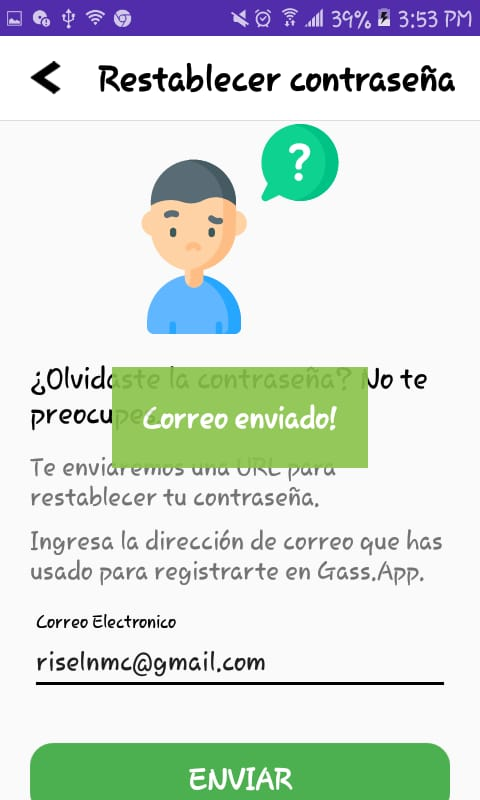 39% 3:53 PM
Restablecer contraseña
?
¿Olvidaste la contraseña? No te
preocupes
Correo enviado!
Te enviaremos una URL para
restablecer tu contraseña.
Ingresa la dirección de correo que has
usado para registrarte en Gass.App.
Correo Electronico
riselnmc@gmail.com
ENVIAR